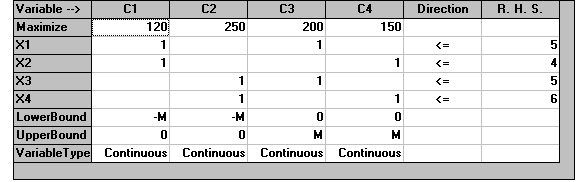 Variable --> C1 C2 C3 C4 Direction R. H. S.
Maximize 120 250 200 150
X1 1 1 <= 5
X2 1 1 <= 4
X3 1 1 <= 5
X4 1 1 <= 6
LowerBound -M -M 0 0
UpperBound 0 0 M M
VariableType Continuous Continuous Continuous Continuous